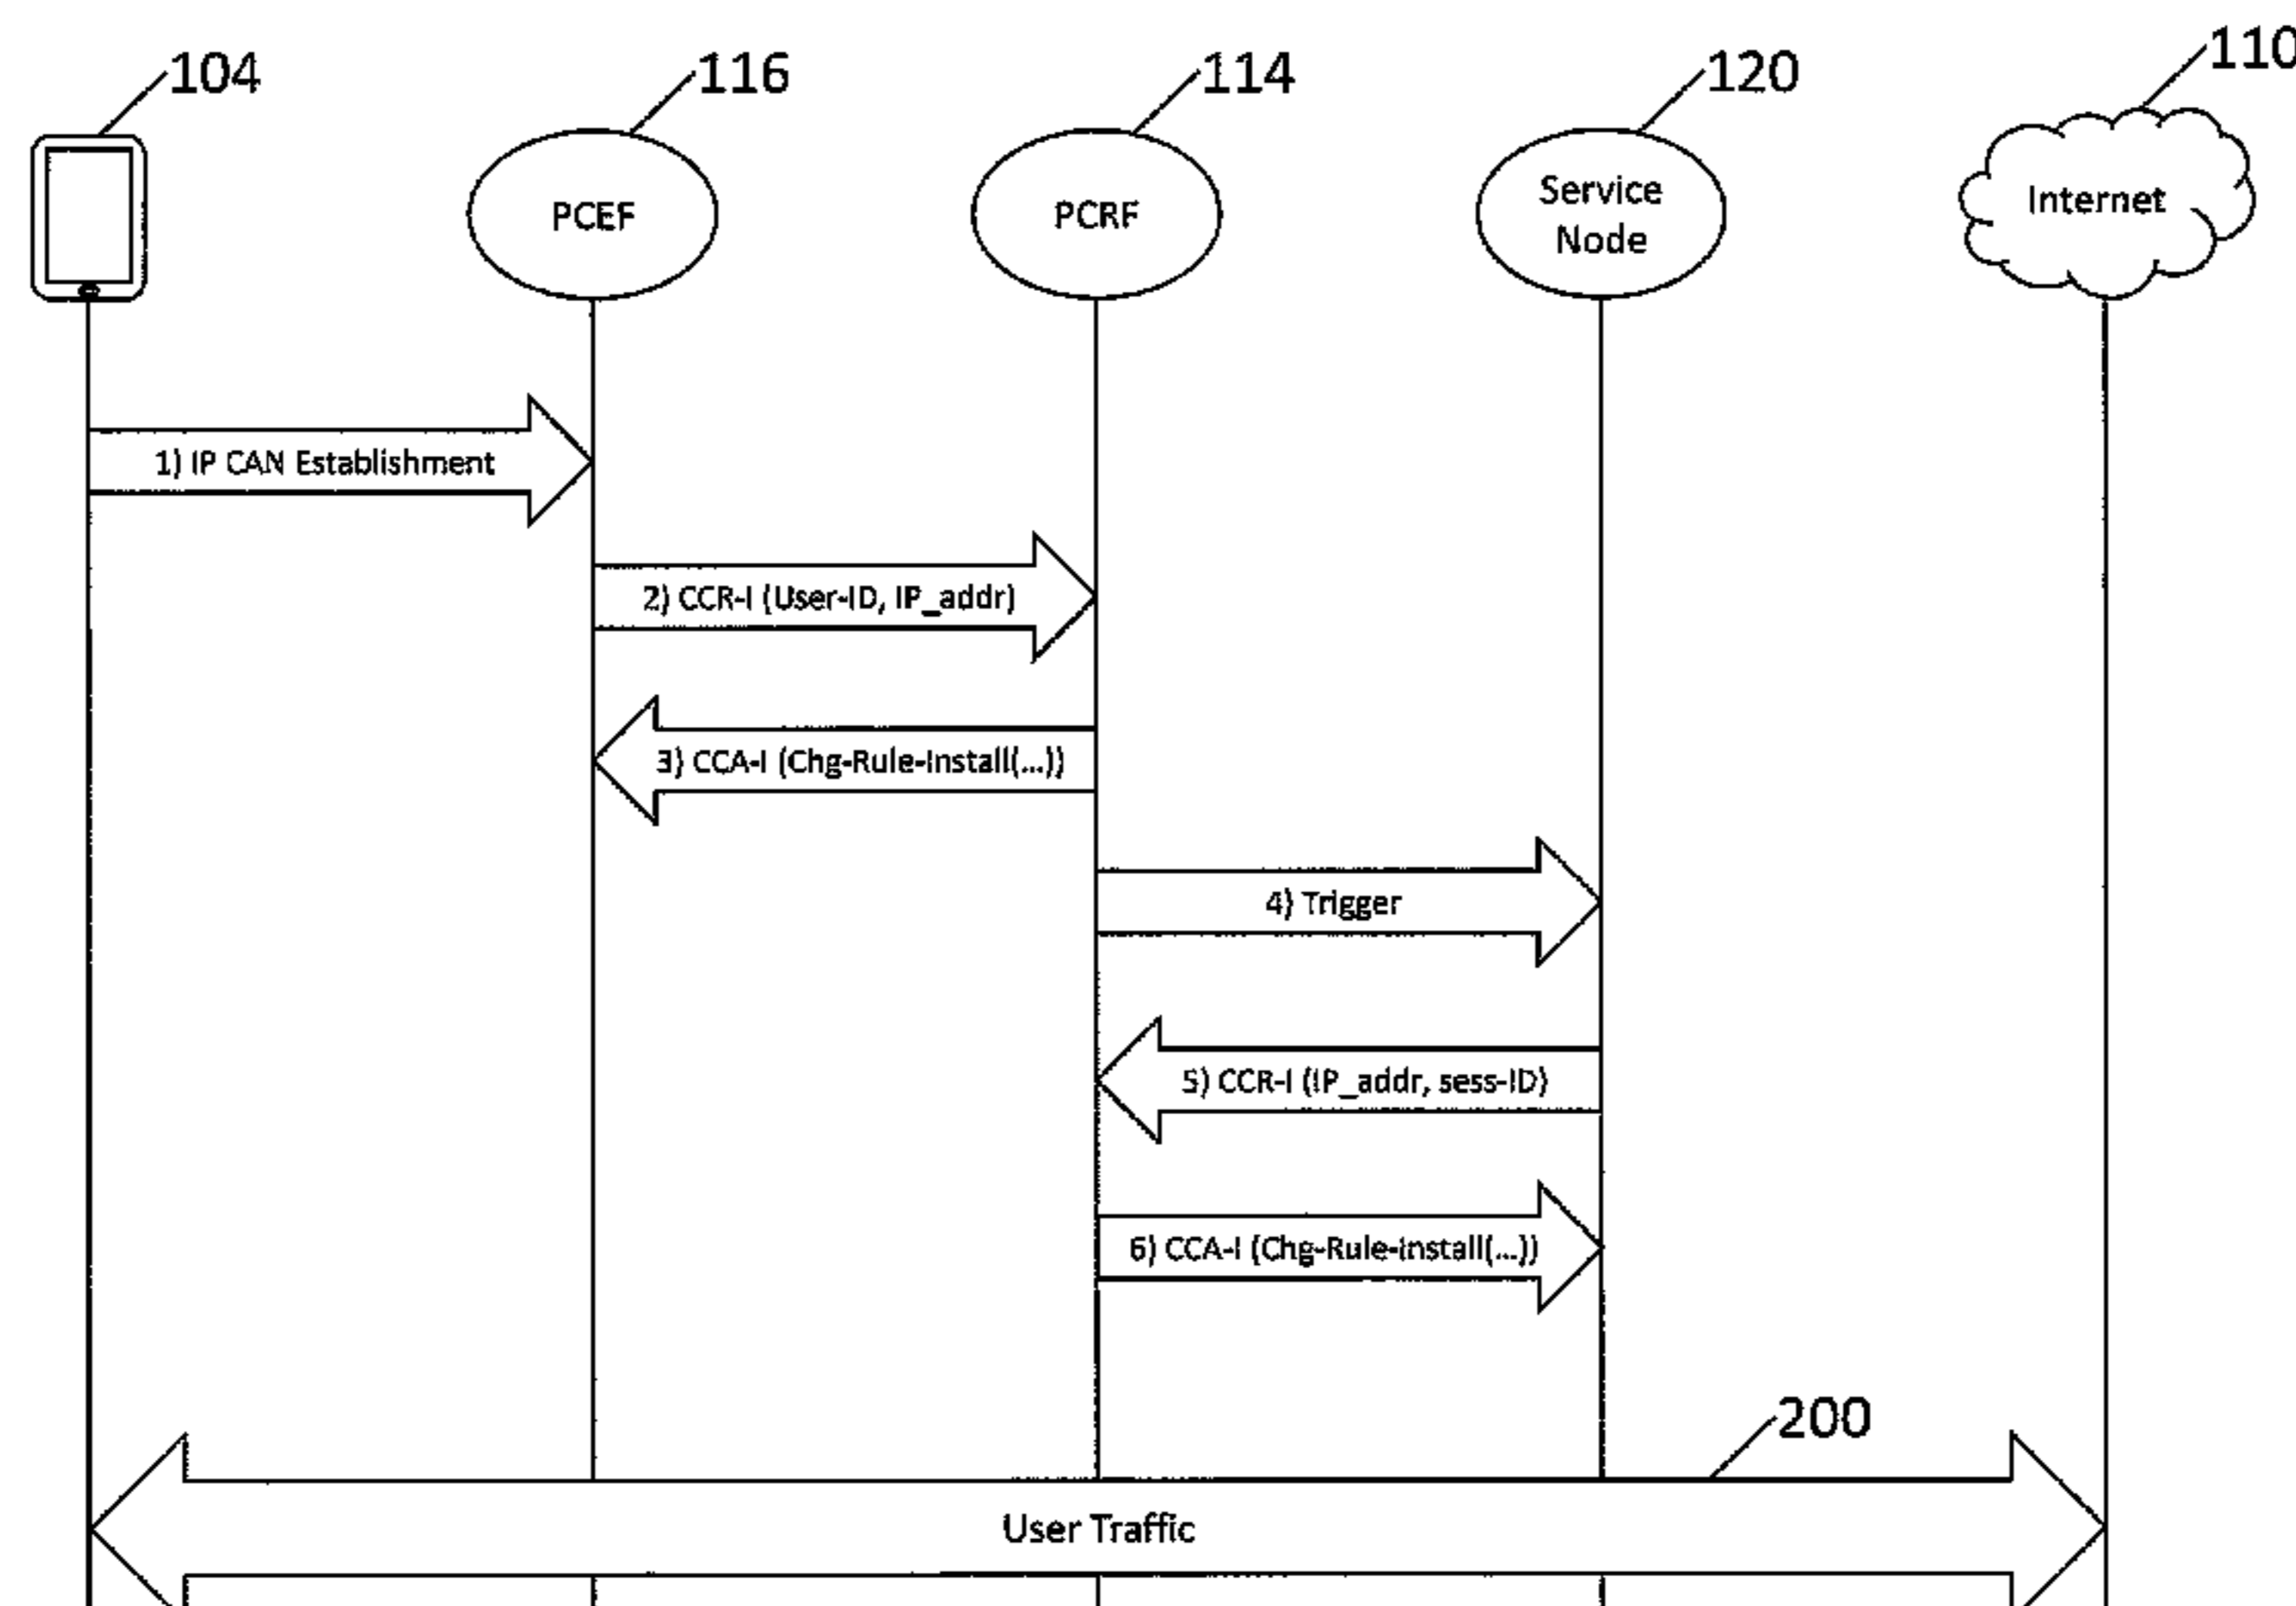 104
116
114
120
110
PCEF
PCRF
Service
Node
Internet
1) IP CAN Establishment
2) CCR-I (User-ID, IP_addr)
3) CCA-I (Chg-Rule-Install(...))
4) Trigger
5) CCR-I (IP_addr, sess-ID)
6) CCA-I (Chg-Rule-Install(...))
200
User Traffic